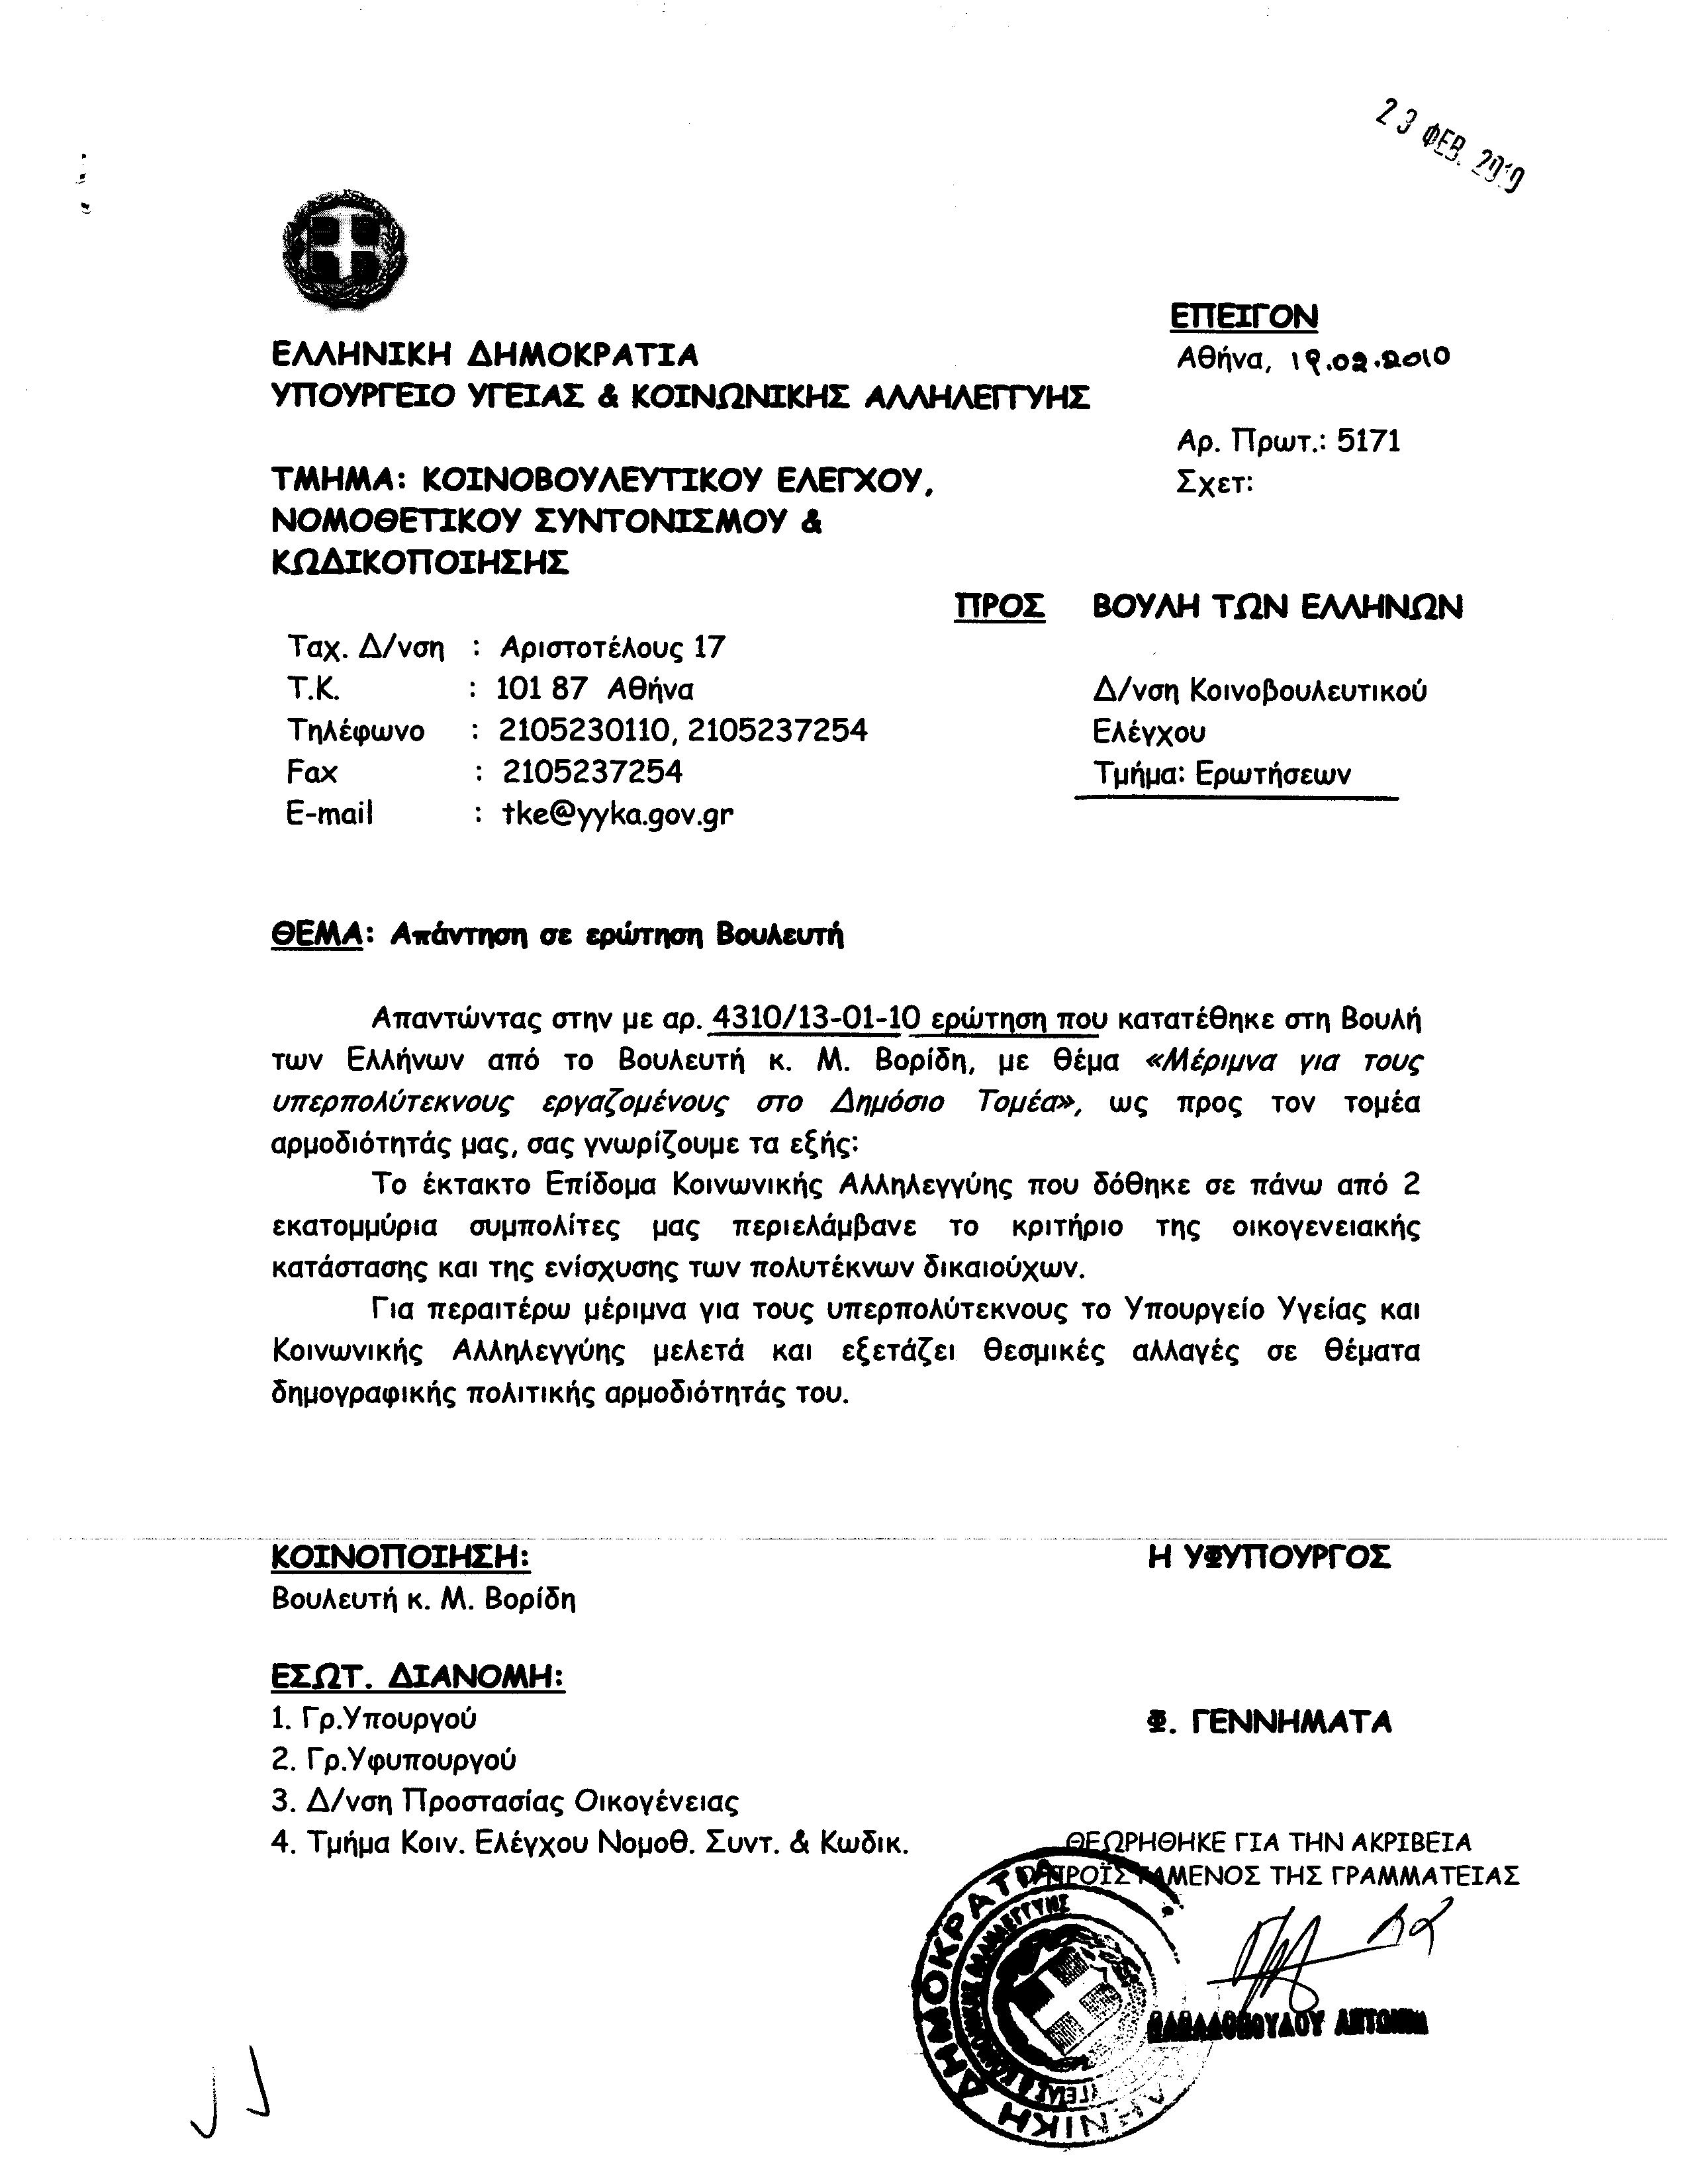 23 ΦΕΒ. 2010
ΕΠΕΙΓΟΝ
ΕΛΛΗΝΙΚΗ ΔΗΜΟΚΡΑΤΙΑ
Αθήνα, 19.02.2010
ΥΠΟΥΡΓΕΙΟ ΥΓΕΙΑΣ & ΚΟΙΝΩΝΙΚΗΣ ΑΛΛΗΛΕΓΓΥΗΣ
Αρ. Πρωτ.: 5171
ΤΜΗΜΑ: ΚΟΙΝΟΒΟΥΛΕΥΤΙΚΟΥ ΕΛΕΓΧΟΥ,
Σχετ:
ΝΟΜΟΘΕΤΙΚΟΥ ΣΥΝΤΟΝΙΣΜΟΥ &
ΚΩΔΙΚΟΠΟΙΗΣΗΣ
ΠΡΟΣ ΒΟΥΛΗ ΤΩΝ ΕΛΛΗΝΩΝ
Ταχ. Δ/νση : Αριστοτέλους 17
Τ.Κ. : 101 87 Αθήνα
Τηλέφωνο : 2105230110, 2105237254
Fax : 2105237254
E-mail : tke@yyka.gov.gr
Δ/νση Κοινοβουλευτικού
Ελέγχου
Τμήμα: Ερωτήσεων
ΘΕΜΑ: Απάντηση σε ερώτηση Βουλευτή
Απαντώντας στην με αρ. 4310/13-01-10 ερώτηση που κατατέθηκε στη Βουλή
των Ελλήνων από το Βουλευτή κ. Μ. Βορίδη, με θέμα «Μέριμνα για τους
υπερπολύτεκνους εργαζομένους στο Δημόσιο Τομέα», ως προς τον τομέα
αρμοδιότητάς μας, σας γνωρίζουμε τα εξής:
Το έκτακτο Επίδομα Κοινωνικής Αλληλεγγύης που δόθηκε σε πάνω από 2
εκατομμύρια συμπολίτες μας περιελάμβανε το κριτήριο της οικογενειακής
κατάστασης και της ενίσχυσης των πολυτέκνων δικαιούχων.
Για περαιτέρω μέριμνα για τους υπερπολύτεκνους το Υπουργείο Υγείας και
Κοινωνικής Αλληλεγγύης μελετά και εξετάζει θεσμικές αλλαγές σε θέματα
δημογραφικής πολιτικής αρμοδιότητάς του.
ΚΟΙΝΟΠΟΙΗΣΗ:
Βουλευτή κ. Μ. Βορίδη
Η ΥΦΥΠΟΥΡΓΟΣ
ΕΣΩΤ. ΔΙΑΝΟΜΗ:
1. Γρ.Υπουργού
2. Γρ.Υφυπουργού
3. Δ/νση Προστασίας Οικογένειας
4. Τμήμα Κοιν. Ελέγχου Νομοθ. Συντ. & Κωδικ.
Φ. ΓΕΝΝΗΜΑΤΑ
ΘΕΩΡΗΘΗΚΕ ΓΙΑ ΤΗΝ ΑΚΡΙΒΕΙΑ
Ο ΠΡΟΪΣΤΑΜΕΝΟΣ ΤΗΣ ΓΡΑΜΜΑΤΕΙΑΣ
ΠΑΠΑΔΟΠΟΥΛΟΥ
ΕΛΛΗΝΙΚΗ ΔΗΜΟΚΡΑΤΙΑ